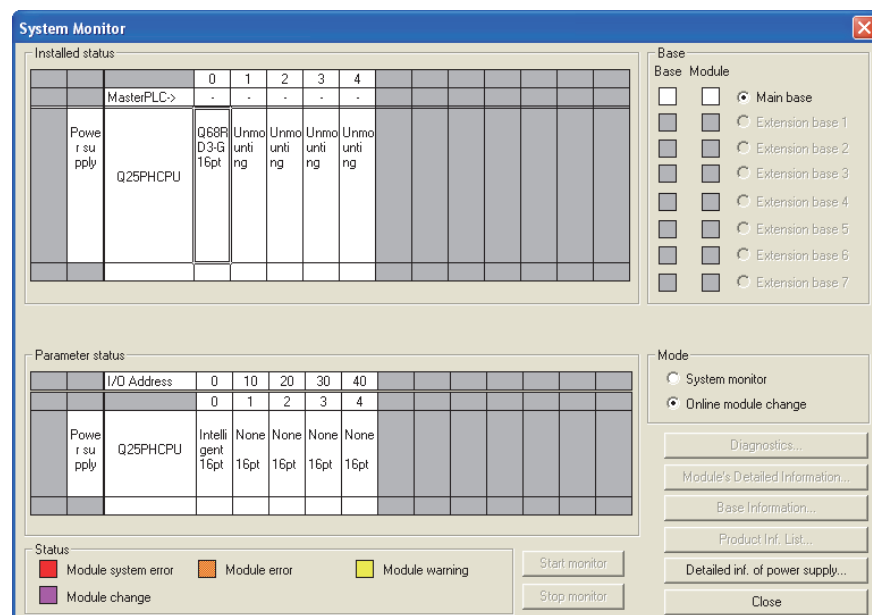 System Monitor
Installed status
0 1 2 3 4
MasterPLC-> - - - - -
Powe
r su
pply
Q25PHCPU
Q68R
D3-G
16pt
Unmo
unti
ng
Unmo
unti
ng
Unmo
unti
ng
Unmo
unti
ng
Base
Base Module
Main base
Extension base 1
Extension base 2
Extension base 3
Extension base 4
Extension base 5
Extension base 6
Extension base 7
Parameter status
I/O Address 0 10 20 30 40
0 1 2 3 4
Powe
r su
pply
Q25PHCPU
Intelli
gent
16pt
None
16pt
None
16pt
None
16pt
None
16pt
Mode
System monitor
Online module change
Diagnostics...
Module's Detailed Information...
Base Information...
Product Inf. List...
Detailed inf. of power supply...
Close
Status
Module system error
Module error
Module warning
Module change
Start monitor
Stop monitor